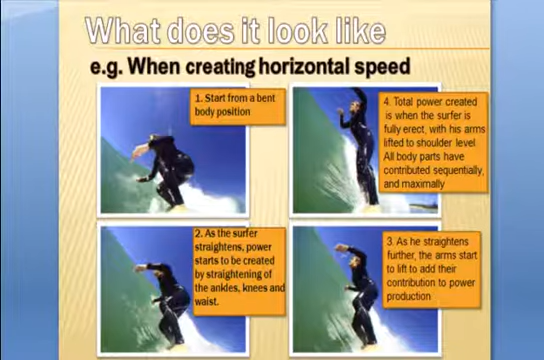 What does it look like
e.g. When creating horizontal speed
1. Start from a bent
body position
4. Total power created
is when the surfer is
fully erect, with his arms
lifted to shoulder level.
All body parts have
contributed sequentially,
and maximally
2. As the surfer
straightens, power
starts to be created
by straightening of
the ankles, knees and
waist.
3. As he straightens
further, the arms start
to lift to add their
contribution to power
production